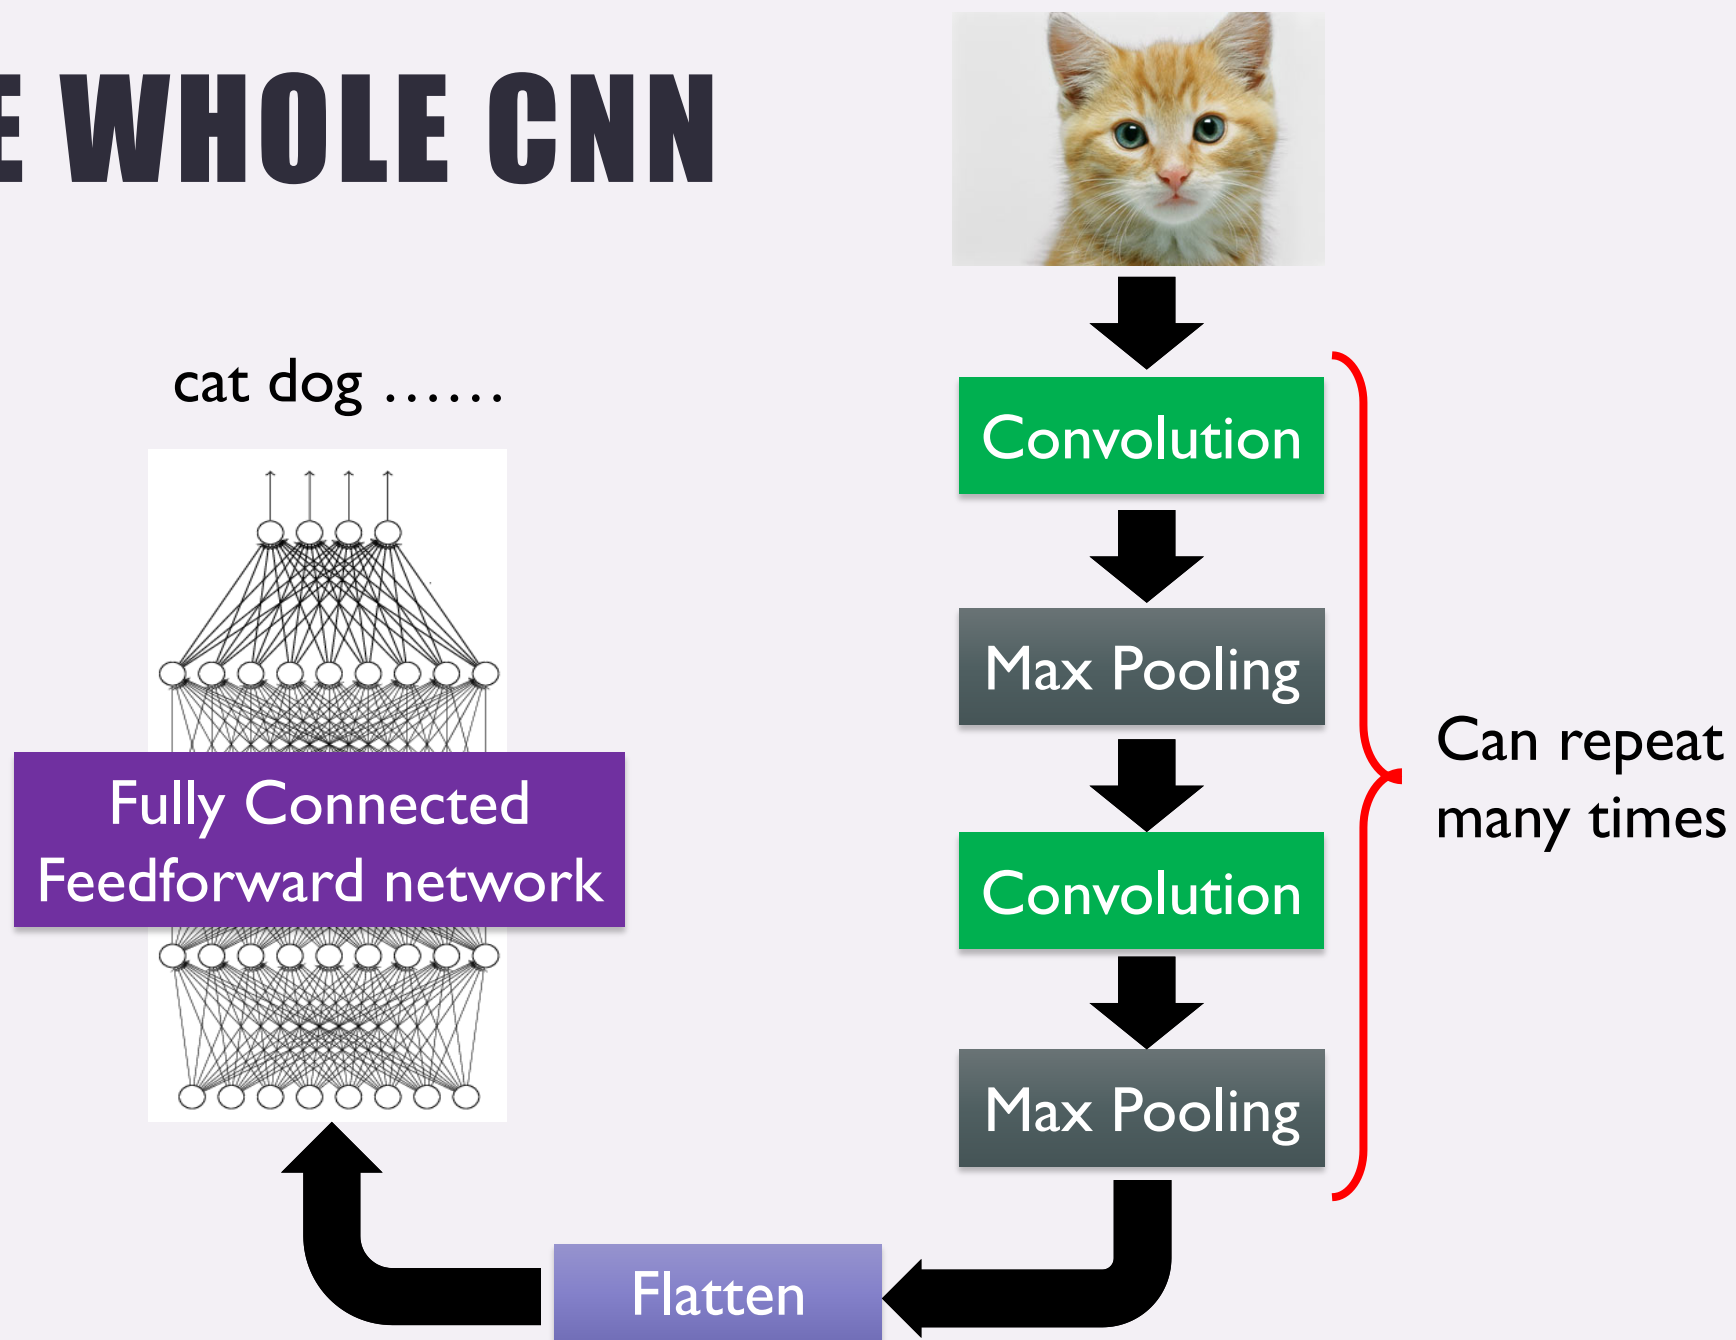 E WHOLE CNN
cat dog ……
Convolution
Max Pooling
Can repeat
many times
Fully Connected
Feedforward network
Convolution
Max Pooling
Flatten